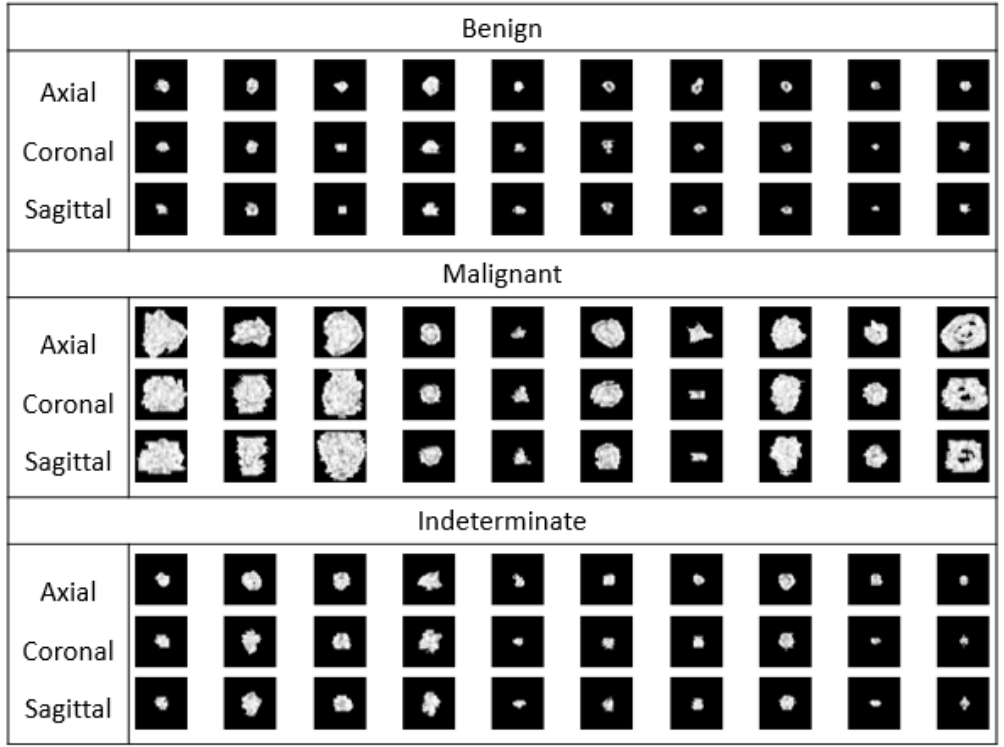 Benign
Axial
Coronal
Sagittal
Malignant
Axial
Coronal
Sagittal
Indeterminate
Axial
Coronal
Sagittal